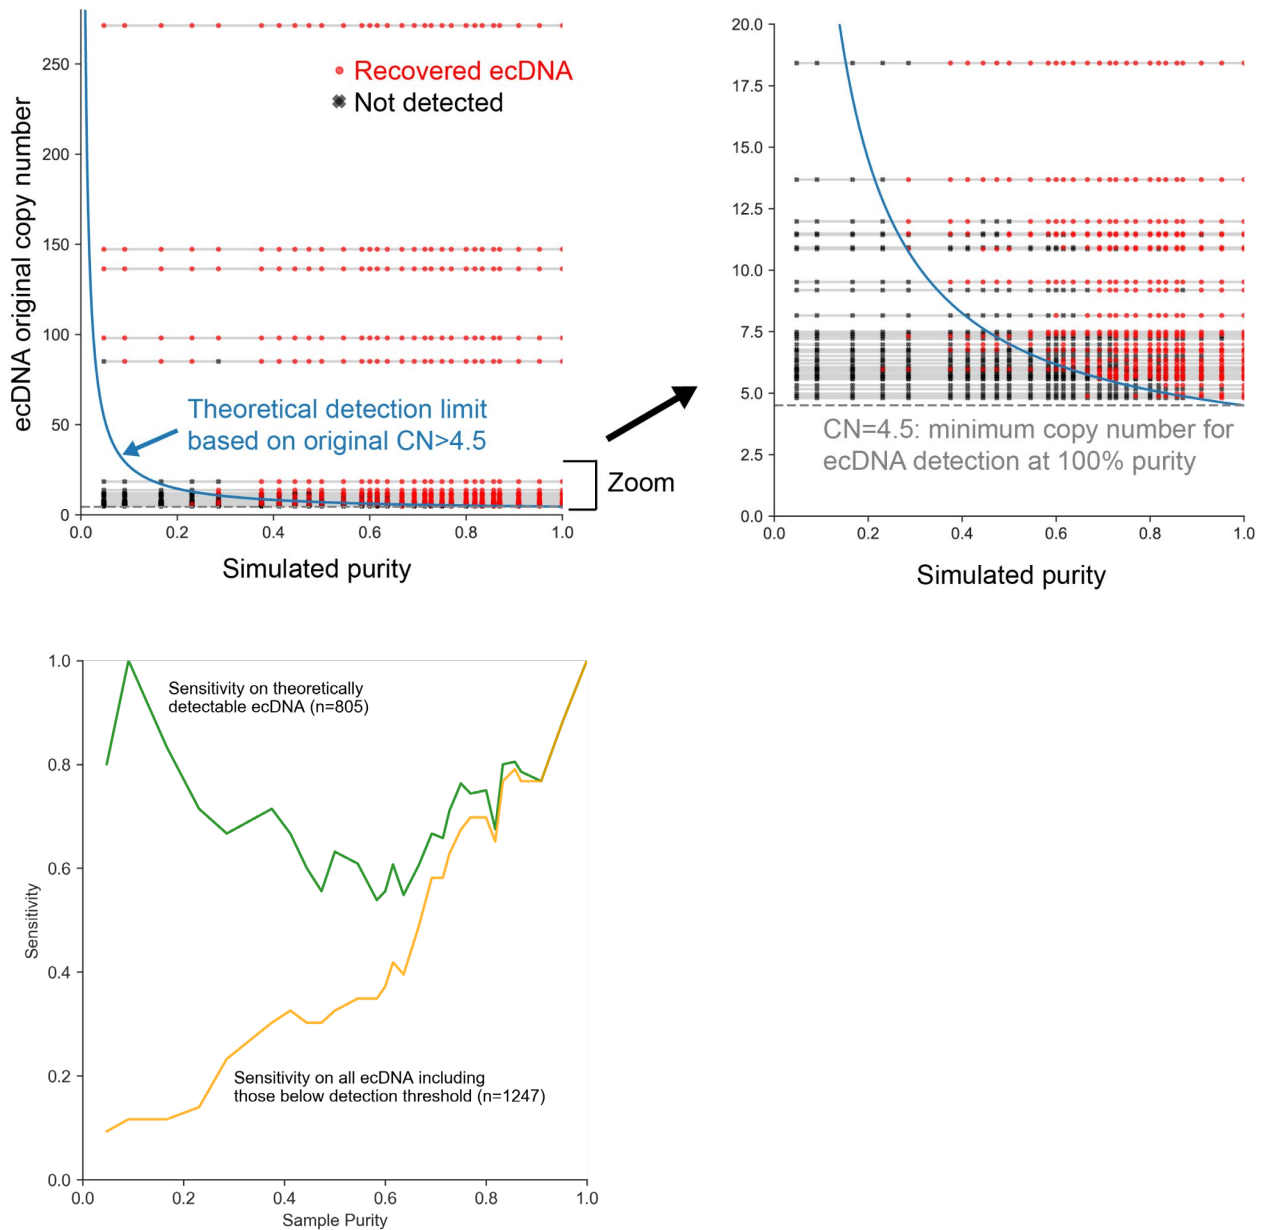 ecDNA original copy number
250
200
150
100
50
0
0.0 0.2 0.4 0.6 0.8 1.0
Simulated purity
Recovered ecDNA
Not detected
Theoretical detection limit
based on original CN>4.5
Zoom
20.0
17.5
15.0
12.5
10.0
7.5
5.0
2.5
0.0
0.0 0.2 0.4 0.6 0.8 1.0
Simulated purity
CN=4.5: minimum copy number for
ecDNA detection at 100% purity
Sensitivity
1.0
0.8
0.6
0.4
0.2
0.0
0.0 0.2 0.4 0.6 0.8 1.0
Sample Purity
Sensitivity on theoretically
detectable ecDNA (n=805)
Sensitivity on all ecDNA including
those below detection threshold (n=1247)